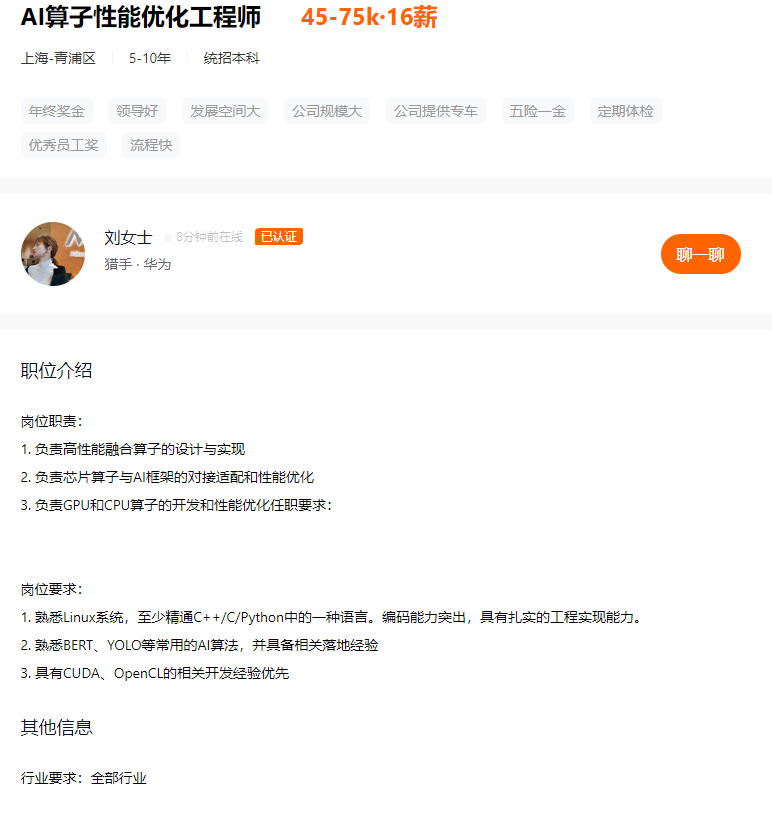 AI算子性能优化工程师 45-75k·16薪
上海-青浦区 5-10年 统招本科
年终奖金 领导好 发展空间大 公司规模大 公司提供专车 五险一金 定期体检
优秀员工奖 流程快
刘女士 8分钟前在线 已认证
猎手 · 华为
聊一聊
职位介绍
岗位职责：
1. 负责高性能融合算子的设计与实现
2. 负责芯片算子与AI框架的对接适配和性能优化
3. 负责GPU和CPU算子的开发和性能优化任职要求：
岗位要求：
1. 熟悉Linux系统，至少精通C++/C/Python中的一种语言。编码能力突出，具有扎实的工程实现能力。
2. 熟悉BERT、YOLO等常用的AI算法，并具备相关落地经验
3. 具有CUDA、OpenCL的相关开发经验优先
其他信息
行业要求：全部行业